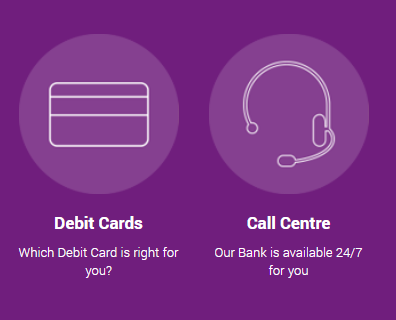 Debit Cards
Which Debit Card is right for
you?
Call Centre
Our Bank is available 24/7
for you